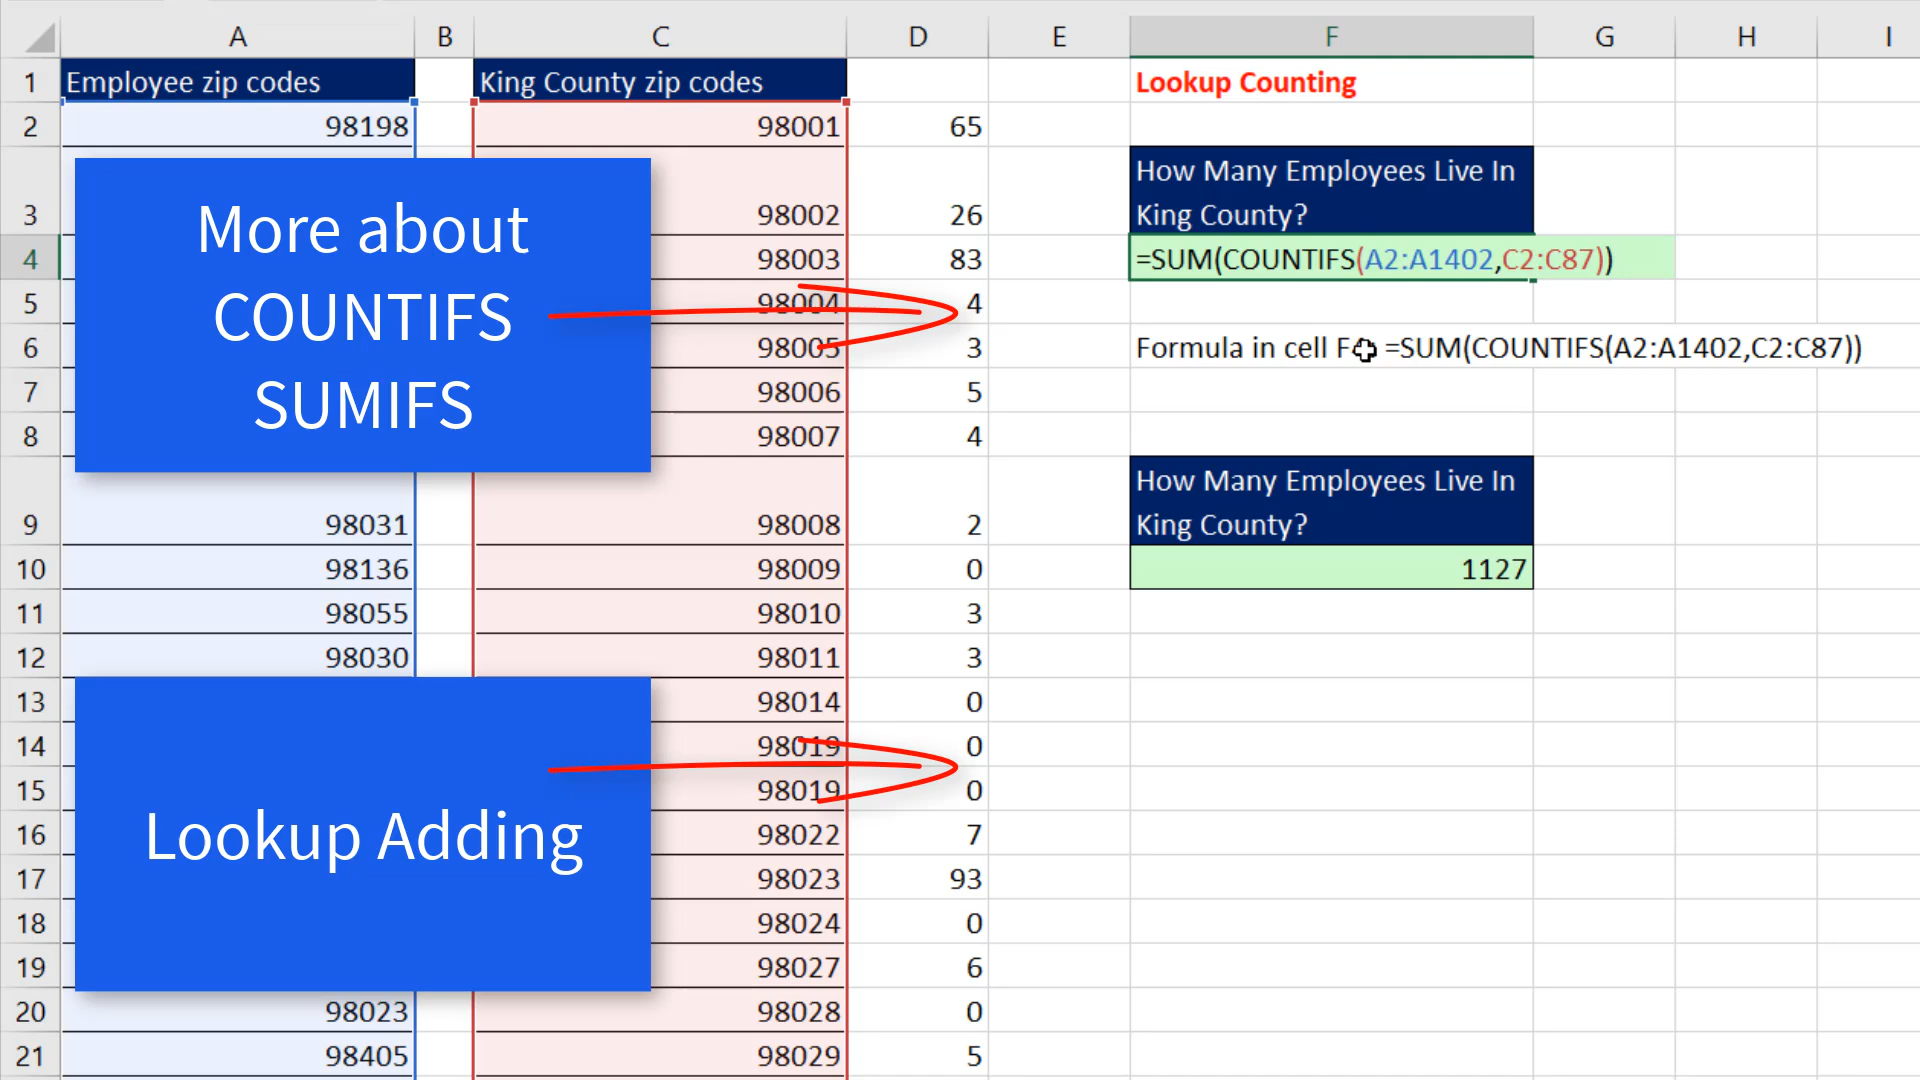 A B C D E F G H I
1 Employee zip codes King County zip codes Lookup Counting
2 98198 98001 65
How Many Employees Live In
3 98002 26 King County?
4 98003 83 =SUM(COUNTIFS(A2:A1402,C2:C87))
5 98004 4
6 98005 3 Formula in cell F =SUM(COUNTIFS(A2:A1402,C2:C87))
7 98006 5
8 98007 4
How Many Employees Live In
9 98031 98008 2 King County?
10 98136 98009 0 1127
11 98055 98010 3
12 98030 98011 3
13 98014 0
14 98019 0
15 98019 0
16 98022 7
17 98023 93
18 98024 0
19 98027 6
20 98023 98028 0
21 98405 98029 5
More about
COUNTIFS
SUMIFS
Lookup Adding